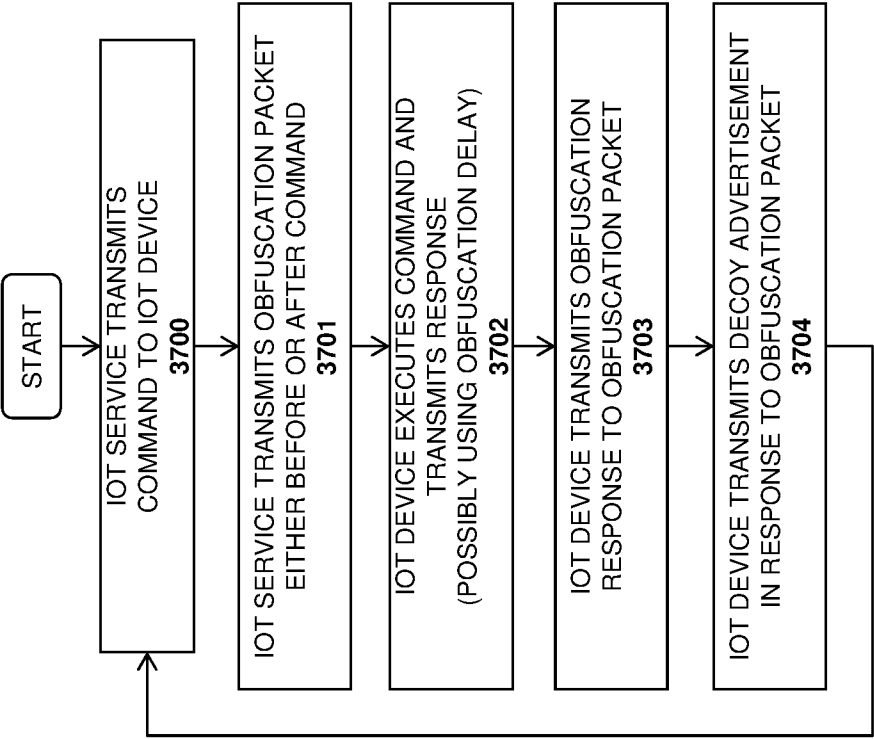 START
IOT SERVICE TRANSMITS
COMMAND TO IOT DEVICE
3700
IOT SERVICE TRANSMITS OBFUSCATION PACKET
EITHER BEFORE OR AFTER COMMAND
3701
IOT DEVICE EXECUTES COMMAND AND
TRANSMITS RESPONSE
(POSSIBLY USING OBFUSCATION DELAY)
3702
IOT DEVICE TRANSMITS OBFUSCATION
RESPONSE TO OBFUSCATION PACKET
3703
IOT DEVICE TRANSMITS DECOY ADVERTISEMENT
IN RESPONSE TO OBFUSCATION PACKET
3704